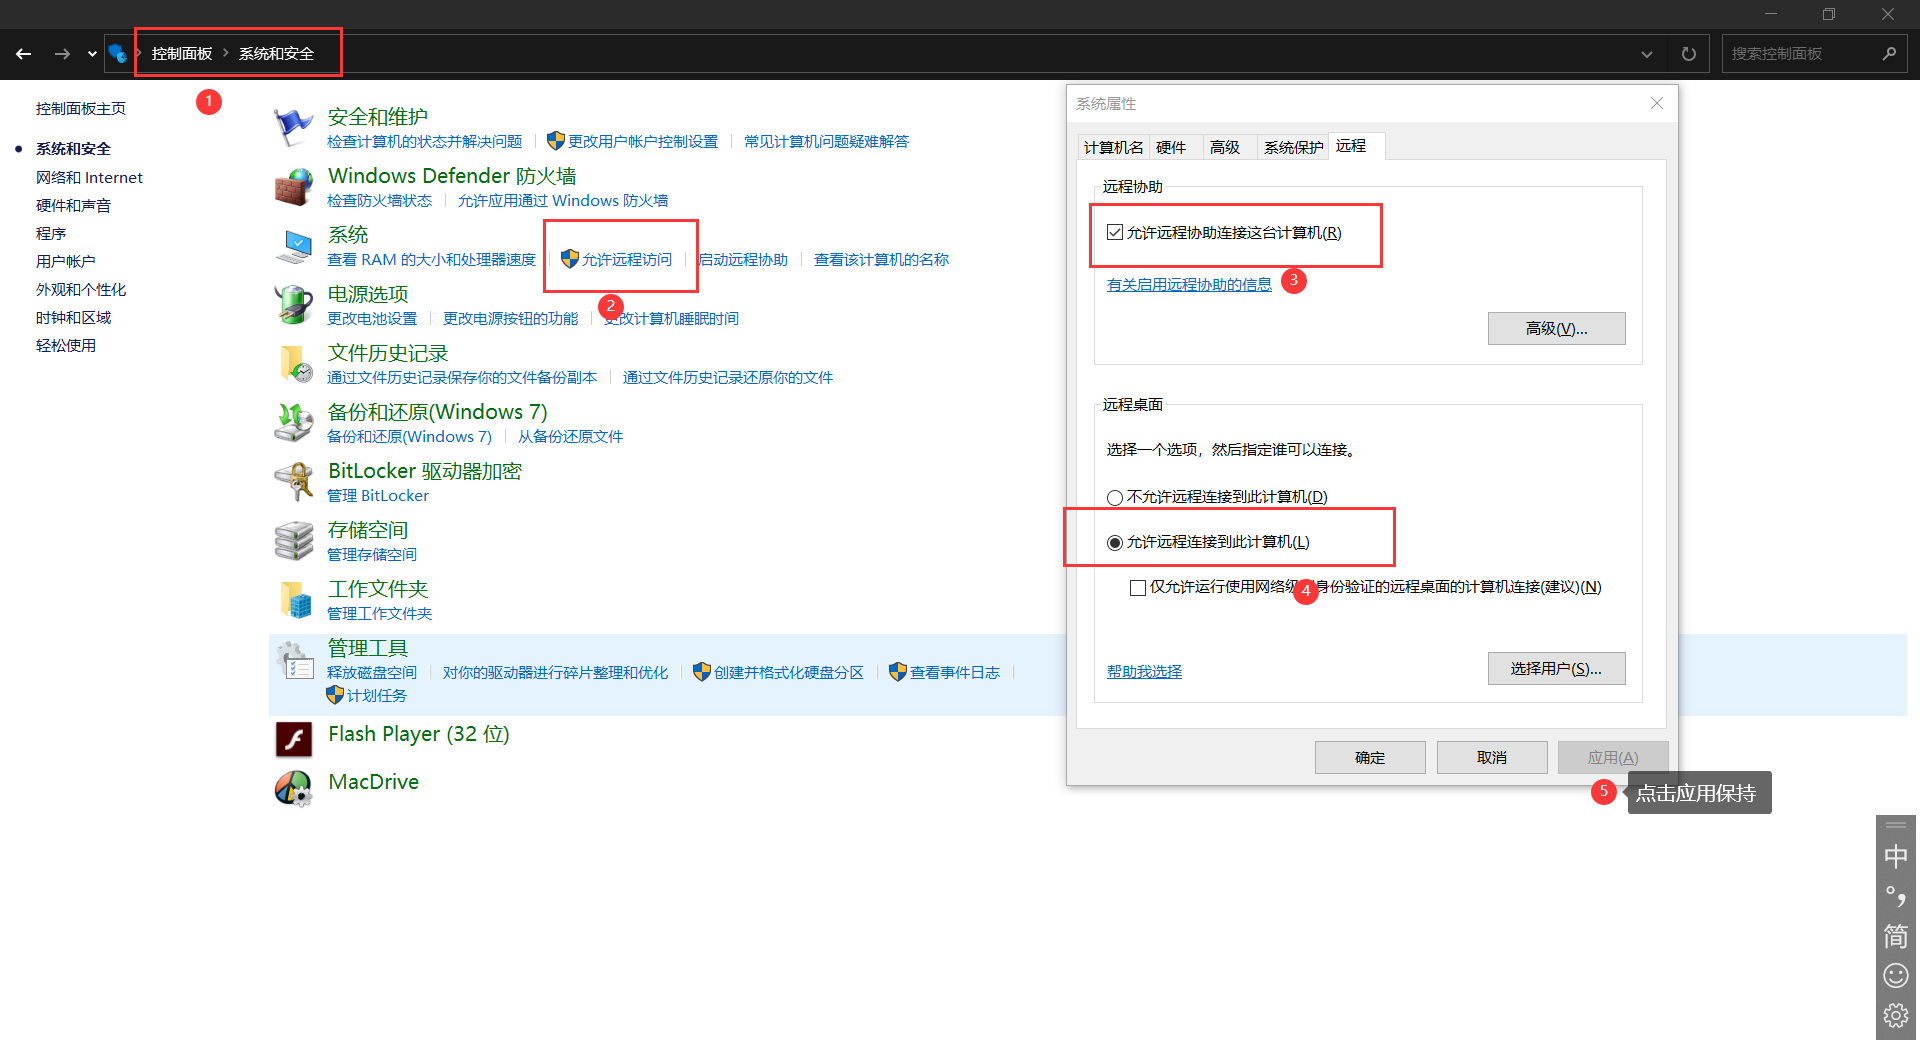 控制面板
系统和安全
搜索控制面板
1
控制面板主页
系统和安全
网络和 Internet
硬件和声音
程序
用户帐户
外观和个性化
时钟和区域
轻松使用
安全和维护
检查计算机的状态并解决问题
更改用户帐户控制设置
常见计算机问题疑难解答
Windows Defender 防火墙
检查防火墙状态
允许应用通过 Windows 防火墙
系统
查看 RAM 的大小和处理器速度
允许远程访问
启动远程协助
查看该计算机的名称
2
电源选项
更改电池设置
更改电源按钮的功能
更改计算机睡眠时间
文件历史记录
通过文件历史记录保存你的文件备份副本
通过文件历史记录还原你的文件
备份和还原(Windows 7)
备份和还原(Windows 7)
从备份还原文件
BitLocker 驱动器加密
管理 BitLocker
存储空间
管理存储空间
工作文件夹
管理工作文件夹
管理工具
释放磁盘空间
对你的驱动器进行碎片整理和优化
创建并格式化硬盘分区
查看事件日志
计划任务
Flash Player (32 位)
MacDrive
系统属性
计算机名
硬件
高级
系统保护
远程
远程协助
允许远程协助连接这台计算机(R)
有关启用远程协助的信息
3
高级(V)...
远程桌面
选择一个选项，然后指定谁可以连接。
不允许远程连接到此计算机(D)
允许远程连接到此计算机(L)
仅允许运行使用网络级
身份验证的远程桌面的计算机连接(建议)(N)
4
帮助我选择
选择用户(S)...
确定
取消
应用(A)
5
点击应用保持
中
°,
简